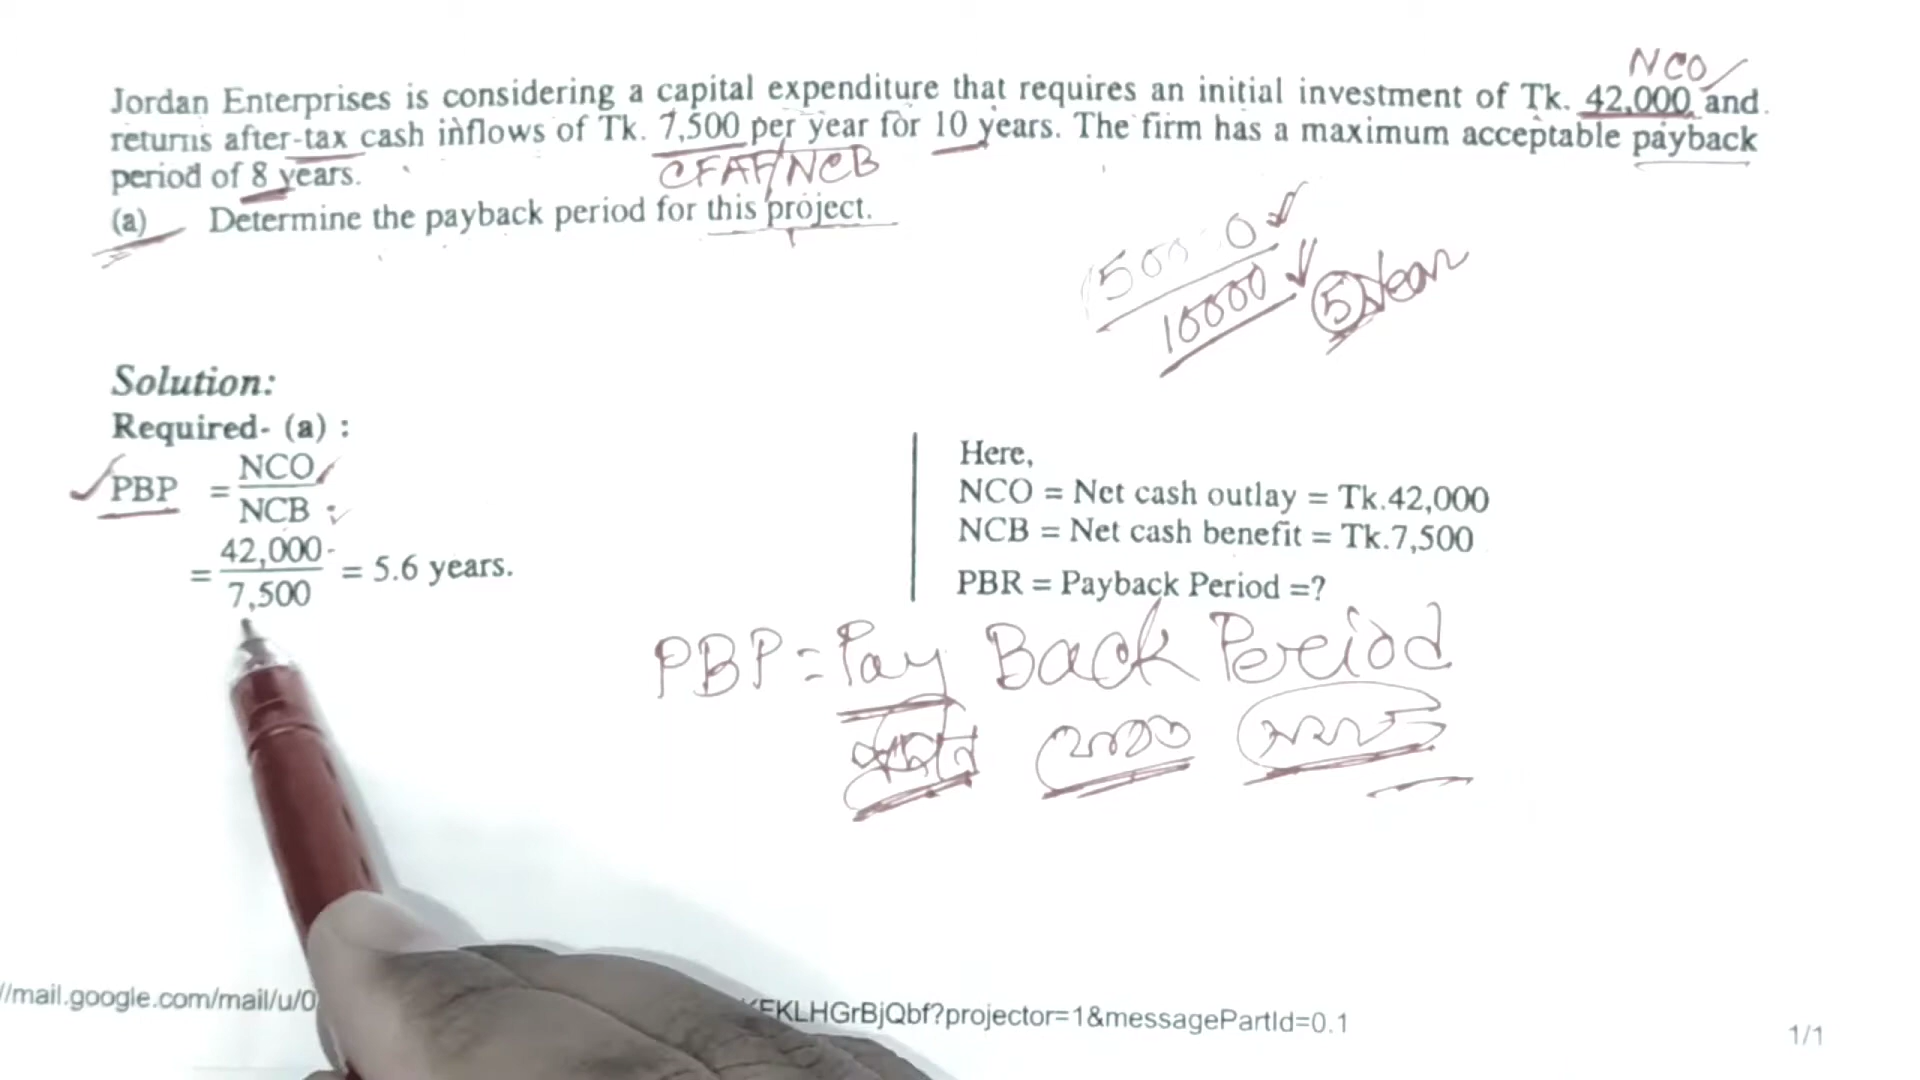 NCO
Jordan Enterprises is considering a capital expenditure that requires an initial investment of Tk. 42,000 and
returns after-tax cash inflows of Tk. 7,500 per year for 10 years. The firm has a maximum acceptable payback
period of 8 years.
CFAT/NCB
(a) Determine the payback period for this project.
10000
5 Year
Solution:
Required- (a) :
PBP = NCO
NCB
= 42,000
7,500
= 5.6 years.
Here,
NCO = Net cash outlay = Tk.42,000
NCB = Net cash benefit = Tk.7,500
PBR = Payback Period =?
PBP = Pay Back Period
//mail.google.com/mail/u/0
FKLHGrBjQbf?projector=1&messagePartId=0.1
1/1